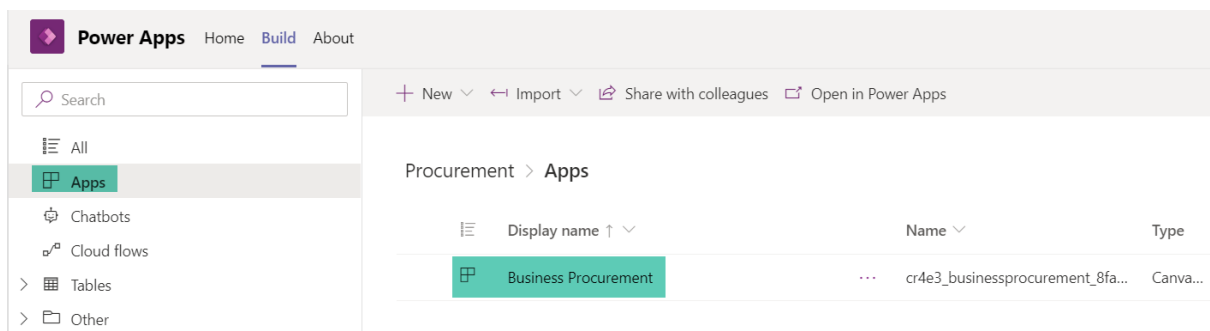 Power Apps Home Build About
Search
All
Apps
Chatbots
Cloud flows
Tables
Other
New Import Share with colleagues Open in Power Apps
Procurement > Apps
Display name ↑ Name Type
Business Procurement ... cr4e3_businessprocurement_8fa... Canva...